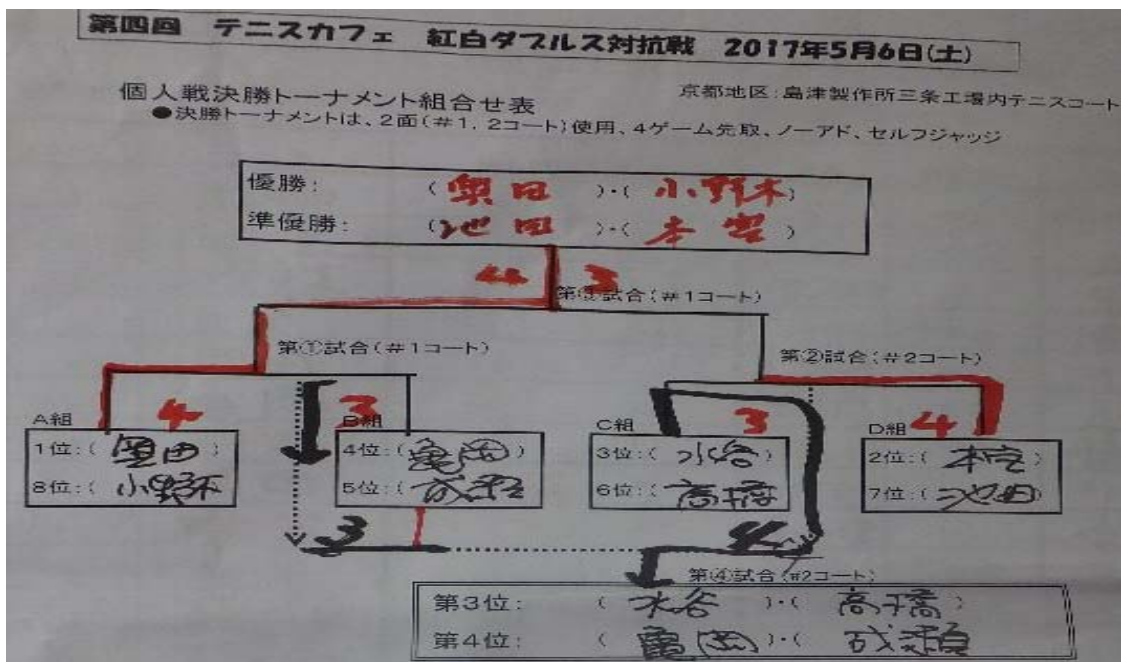 第四回 テニスカフェ 紅白ダブルス対抗戦 2017年5月6日(土)
個人戦決勝トーナメント組合せ表
京都地区:島津製作所三条工場内テニスコート
●決勝トーナメントは、2面(#1，2コート)使用、4ゲーム先取、ノーアド、セルフジャッジ
優勝: (奥田)・(小野木)
準優勝: (池田)・(本宮)
4 3
第③試合(#1コート)
第①試合(#1コート)
第②試合(#2コート)
4 3 3 4
A組
1位:(奥田)
8位:(小野木)
B組
4位:(亀岡)
5位:(成瀬)
C組
3位:(水谷)
6位:(高橋)
D組
2位:(本宮)
7位:(池田)
3 4
第④試合(#2コート)
第3位: (水谷)・(高橋)
第4位: (亀岡)・(成瀬)